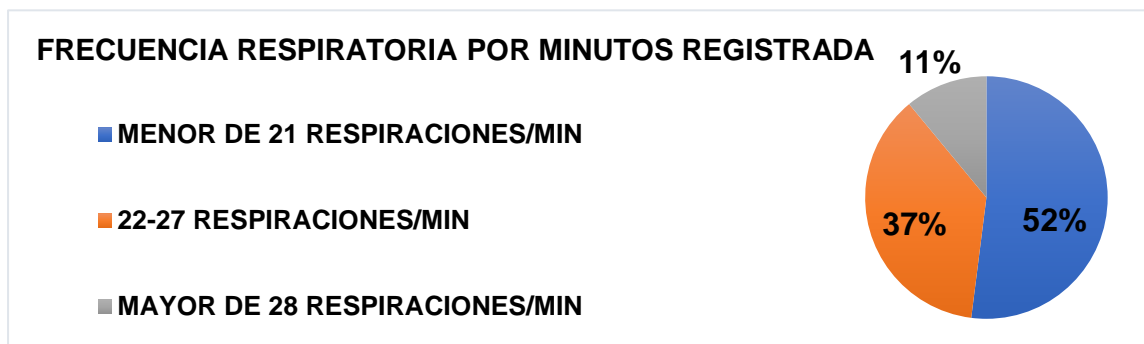 FRECUENCIA RESPIRATORIA POR MINUTOS REGISTRADA
11%
MENOR DE 21 RESPIRACIONES/MIN
22-27 RESPIRACIONES/MIN
37%
52%
MAYOR DE 28 RESPIRACIONES/MIN